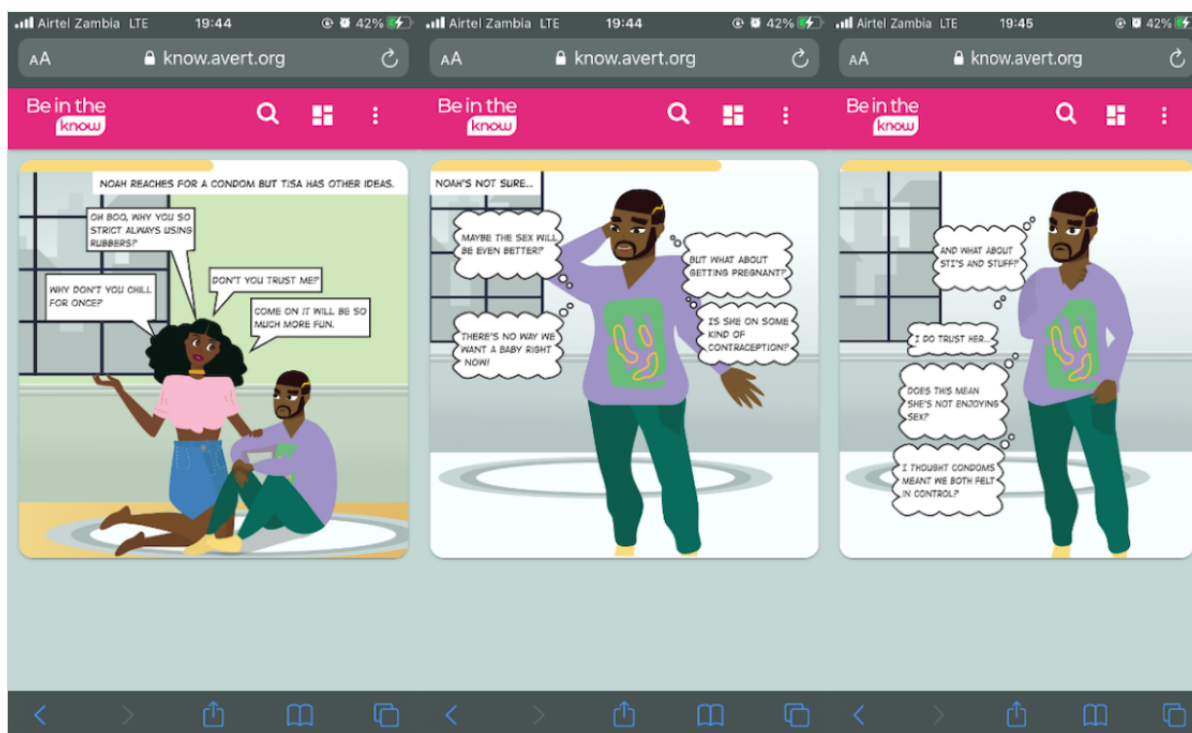 Airtel Zambia LTE 19:44 42%
AA know.avert.org
Be in the
know
NOAH REACHES FOR A CONDOM BUT TISA HAS OTHER IDEAS.
OH BOO, WHY YOU SO
STRICT ALWAYS USING
RUBBERS?
DON'T YOU TRUST ME?
WHY DON'T YOU CHILL
FOR ONCE?
COME ON IT WILL BE SO
MUCH MORE FUN.
Airtel Zambia LTE 19:44 42%
AA know.avert.org
Be in the
know
NOAH'S NOT SURE...
MAYBE THE SEX WILL
BE EVEN BETTER?
BUT WHAT ABOUT
GETTING PREGNANT?
THERE'S NO WAY WE
WANT A BABY RIGHT
NOW!
IS SHE ON SOME
KIND OF
CONTRACEPTION?
Airtel Zambia LTE 19:45 42%
AA know.avert.org
Be in the
know
AND WHAT ABOUT
STI'S AND STUFF?
I DO TRUST HER...
DOES THIS MEAN
SHE'S NOT ENJOYING
SEX?
I THOUGHT CONDOMS
MEANT WE BOTH FELT
IN CONTROL?